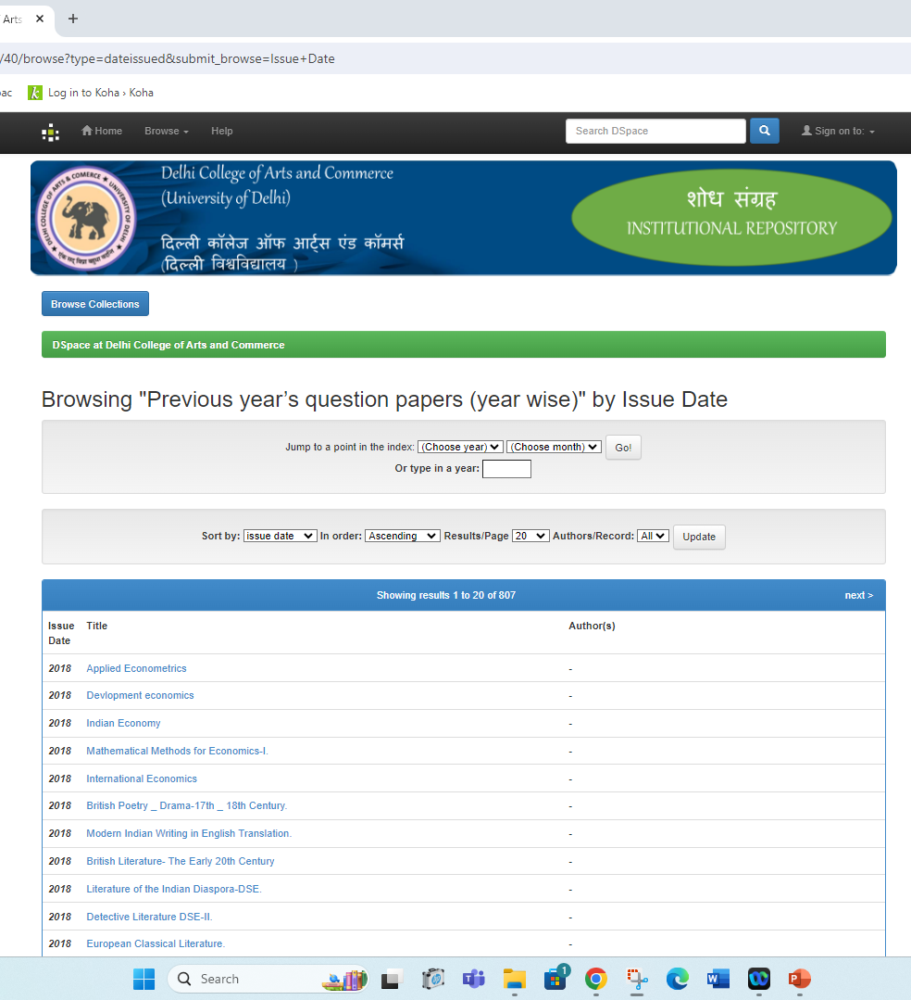 Arts
/40/browse?type=dateissued&submit_browse=Issue+Date
Log in to Koha › Koha
Home Browse Help Search DSpace Sign on to:
Delhi College of Arts and Commerce
(University of Delhi)
दिल्ली कॉलेज ऑफ आर्ट्स एंड कॉमर्स
(दिल्ली विश्वविद्यालय )
शोध संग्रह
INSTITUTIONAL REPOSITORY
Browse Collections
DSpace at Delhi College of Arts and Commerce
Browsing "Previous year’s question papers (year wise)" by Issue Date
Jump to a point in the index: (Choose year) (Choose month) Go!
Or type in a year:
Sort by: issue date In order: Ascending Results/Page 20 Authors/Record: All Update
Showing results 1 to 20 of 807 next >
Issue Date Title Author(s)
2018 Applied Econometrics -
2018 Devlopment economics -
2018 Indian Economy -
2018 Mathematical Methods for Economics-I. -
2018 International Economics -
2018 British Poetry _ Drama-17th _ 18th Century. -
2018 Modern Indian Writing in English Translation. -
2018 British Literature- The Early 20th Century -
2018 Literature of the Indian Diaspora-DSE. -
2018 Detective Literature DSE-II. -
2018 European Classical Literature. -
Search 1